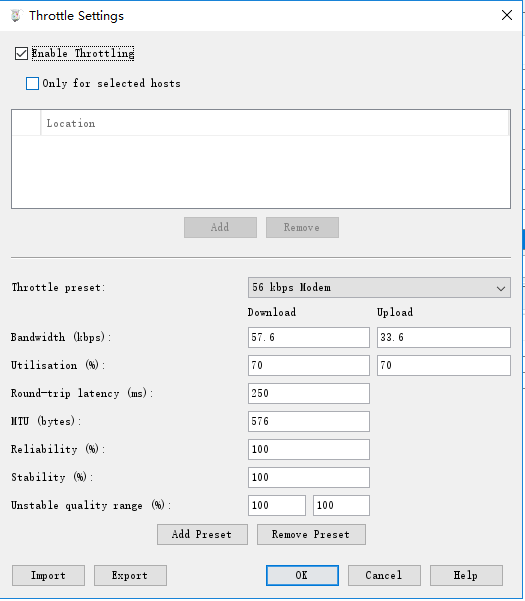 Throttle Settings
Enable Throttling
Only for selected hosts
Location
Add Remove
Throttle preset: 56 kbps Modem
Download Upload
Bandwidth (kbps): 57.6 33.6
Utilisation (%): 70 70
Round-trip latency (ms): 250
MTU (bytes): 576
Reliability (%): 100
Stability (%): 100
Unstable quality range (%): 100 100
Add Preset Remove Preset
Import Export OK Cancel Help